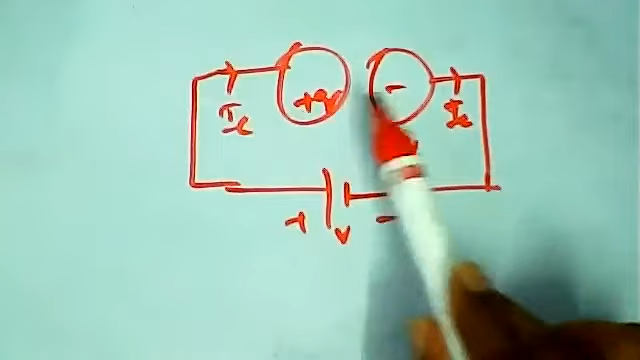 +q -
Ic Ic
+ V -